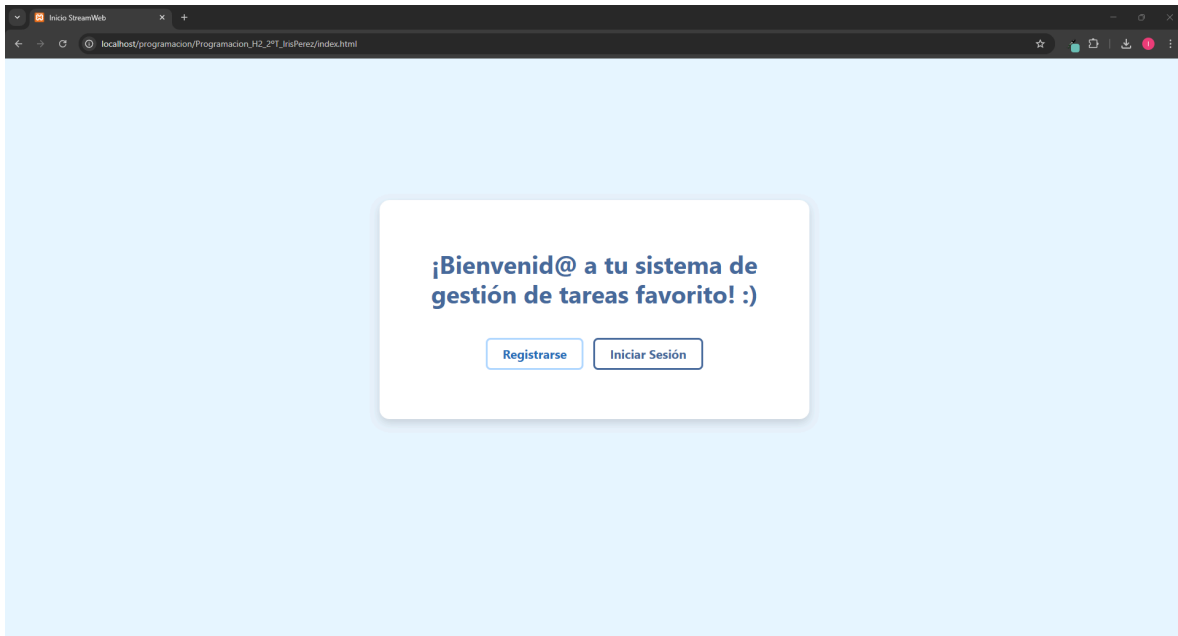 Inicio StreamWeb
localhost/programacion/Programacion_H2_2ºT_IrisPerez/index.html
¡Bienvenid@ a tu sistema de
gestión de tareas favorito! :)
Registrarse
Iniciar Sesión